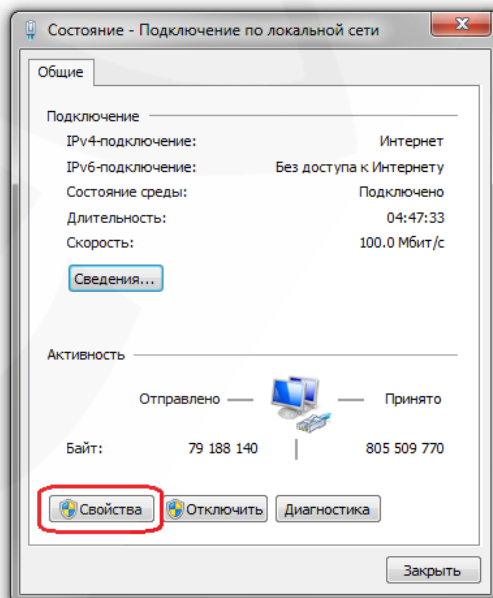 Состояние - Подключение по локальной сети
Общие
Подключение
IPv4-подключение: Интернет
IPv6-подключение: Без доступа к Интернету
Состояние среды: Подключено
Длительность: 04:47:33
Скорость: 100.0 Мбит/с
Сведения...
Активность
Отправлено — — Принято
Байт: 79 188 140 | 805 509 770
Свойства Отключить Диагностика
Закрыть